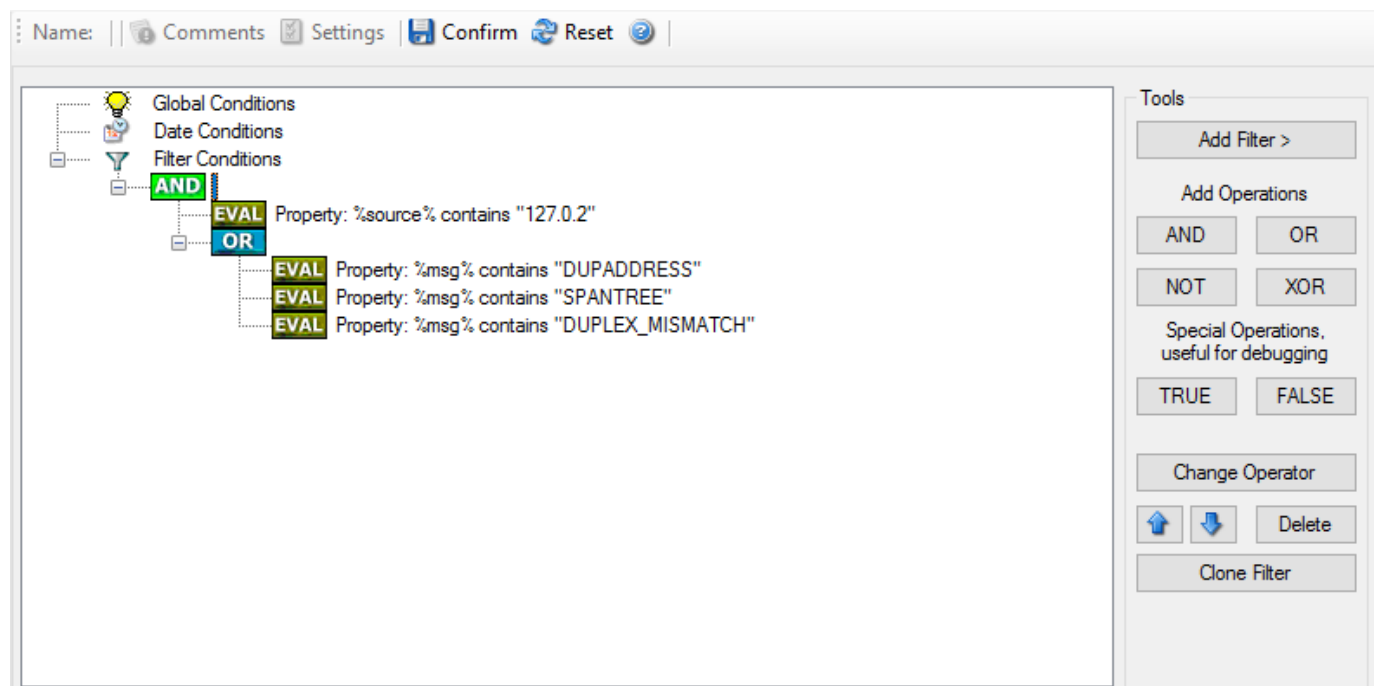 Name: Comments Settings Confirm Reset
Global Conditions
Date Conditions
Filter Conditions
AND
EVAL Property: %source% contains "127.0.2"
OR
EVAL Property: %msg% contains "DUPADDRESS"
EVAL Property: %msg% contains "SPANTREE"
EVAL Property: %msg% contains "DUPLEX_MISMATCH"
Tools
Add Filter >
Add Operations
AND OR
NOT XOR
Special Operations,
useful for debugging
TRUE FALSE
Change Operator
Delete
Clone Filter